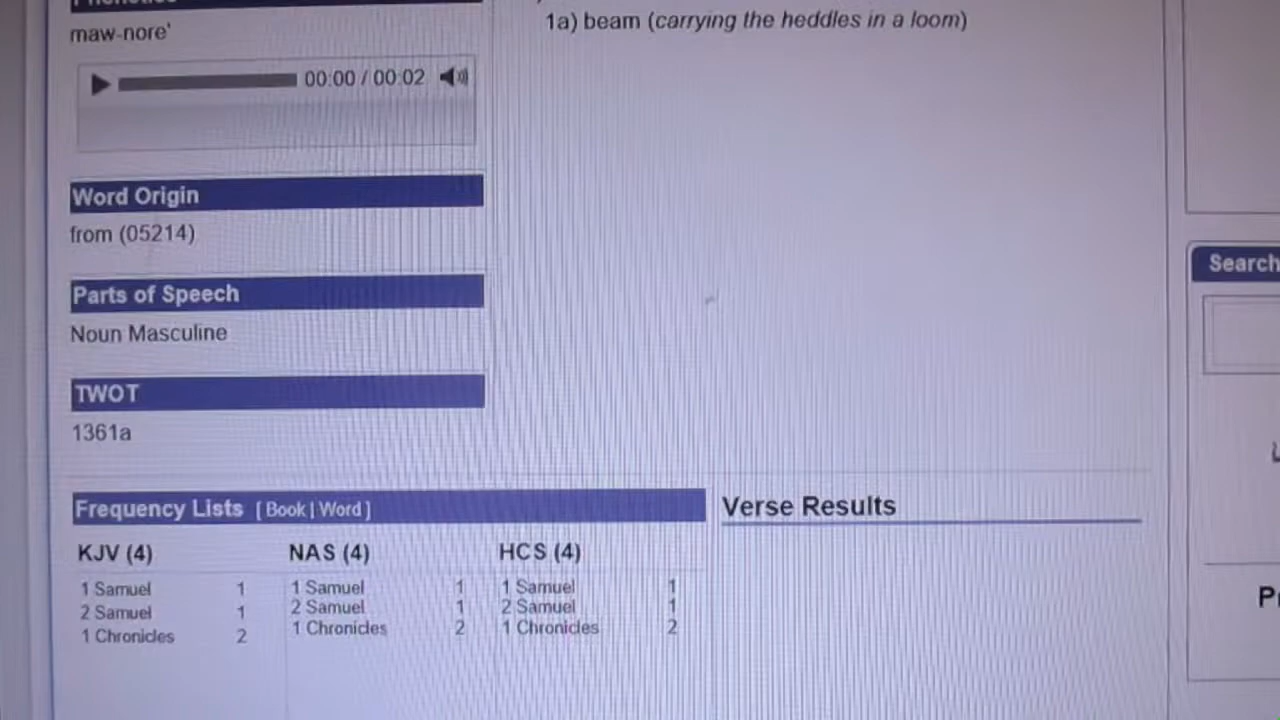 Phonetics
maw-nore'
1a) beam (carrying the heddles in a loom)
00:00 / 00:02
Word Origin
from (05214)
Parts of Speech
Noun Masculine
TWOT
1361a
Frequency Lists [ Book | Word ]
KJV (4)
1 Samuel 1
2 Samuel 1
1 Chronicles 2
NAS (4)
1 Samuel 1
2 Samuel 1
1 Chronicles 2
HCS (4)
1 Samuel 1
2 Samuel 1
1 Chronicles 2
Verse Results
Search